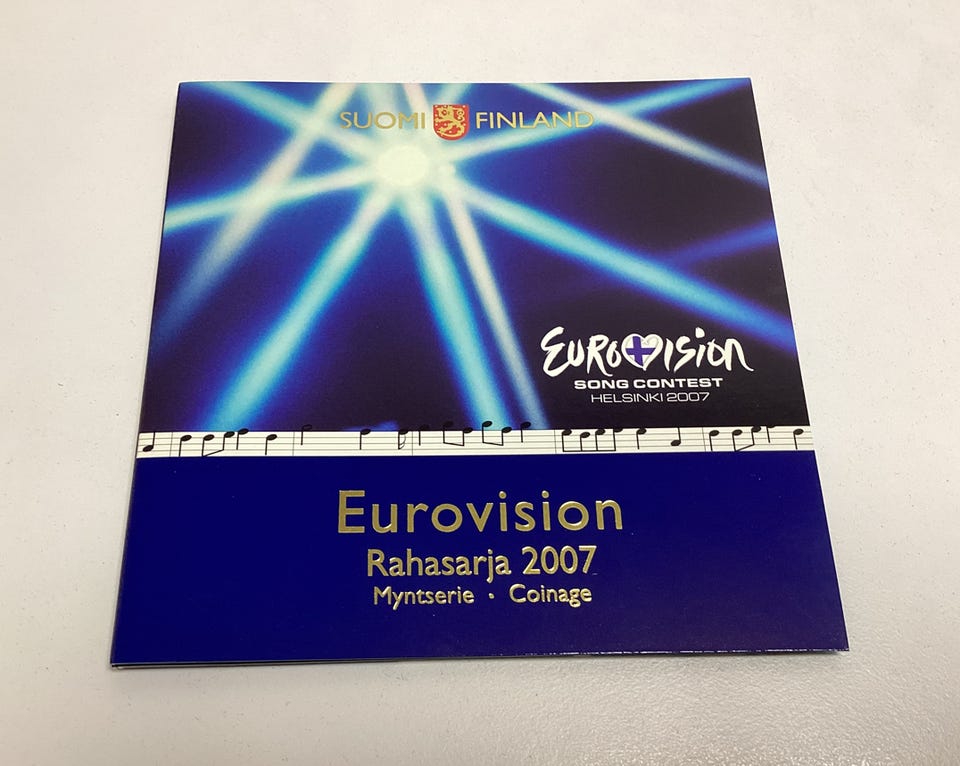 SUOMI FINLAND
EUROVISION
SONG CONTEST
HELSINKI 2007
Eurovision
Rahasarja 2007
Myntserie · Coinage